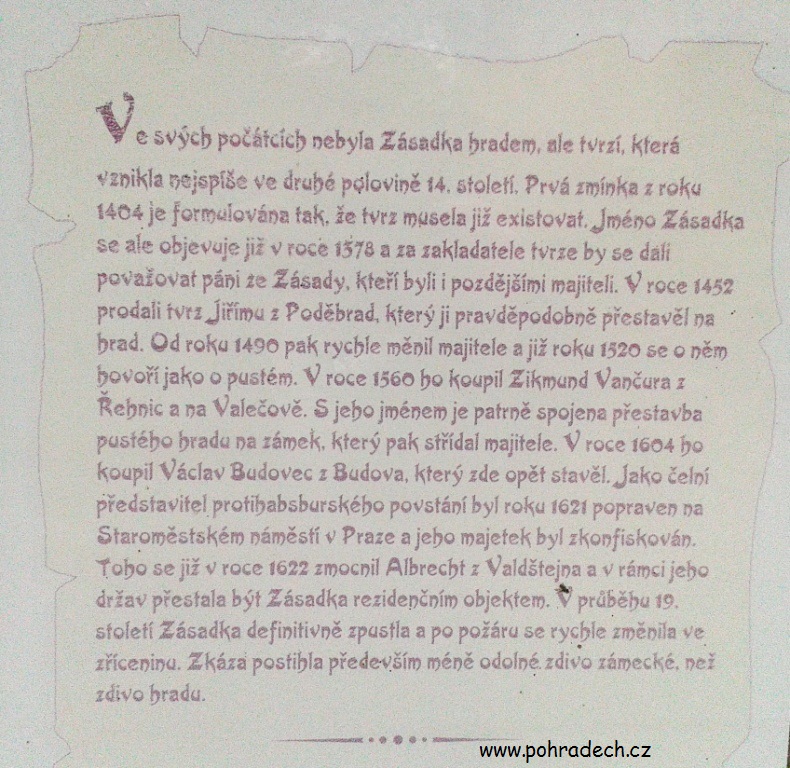 Ve svých počátcích nebyla Zásadka hradem, ale tvrzí, která
vznikla nejspíše ve druhé polovině 14. století. Prvá zmínka z roku
1404 je formulována tak, že tvrz musela již existovat. Jméno Zásadka
se ale objevuje již v roce 1378 a za zakladatele tvrze by se dali
považovat páni ze Zásady, kteří byli i pozdějšími majiteli. V roce 1452
prodali tvrz Jiřímu z Poděbrad, který ji pravděpodobně přestavěl na
hrad. Od roku 1490 pak rychle měnil majitele a již roku 1520 se o něm
hovoří jako o pustém. V roce 1560 ho koupil Zikmund Vančura z
Řehnic a na Valečově. S jeho jménem je patrně spojena přestavba
pustého hradu na zámek, který pak střídal majitele. V roce 1604 ho
koupil Václav Budovec z Budova, který zde opět stavěl. Jako čelní
představitel protihabsburského povstání byl roku 1621 popraven na
Staroměstském náměstí v Praze a jeho majetek byl zkonfiskován.
Toho se již v roce 1622 zmocnil Albrecht z Valdštejna a v rámci jeho
držav přestala být Zásadka rezidenčním objektem. V průběhu 19.
století Zásadka definitivně zpustla a po požáru se rychle změnila ve
zříceninu. Zkáza postihla především méně odolné zdivo zámecké, než
zdivo hradu.
www.pohradech.cz